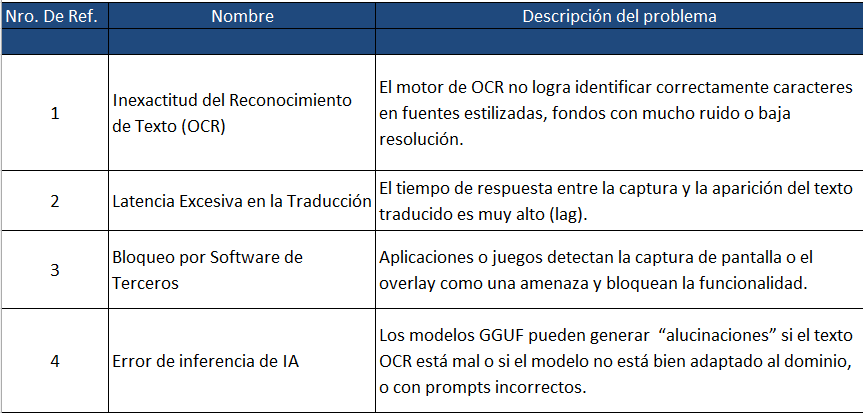 Nro. De Ref. Nombre Descripción del problema
1
Inexactitud del Reconocimiento
de Texto (OCR)
El motor de OCR no logra identificar correctamente caracteres
en fuentes estilizadas, fondos con mucho ruido o baja
resolución.
2
Latencia Excesiva en la Traducción
El tiempo de respuesta entre la captura y la aparición del texto
traducido es muy alto (lag).
3
Bloqueo por Software de
Terceros
Aplicaciones o juegos detectan la captura de pantalla o el
overlay como una amenaza y bloquean la funcionalidad.
4
Error de inferencia de IA
Los modelos GGUF pueden generar  “alucinaciones” si el texto
OCR está mal o si el modelo no está bien adaptado al dominio,
o con prompts incorrectos.